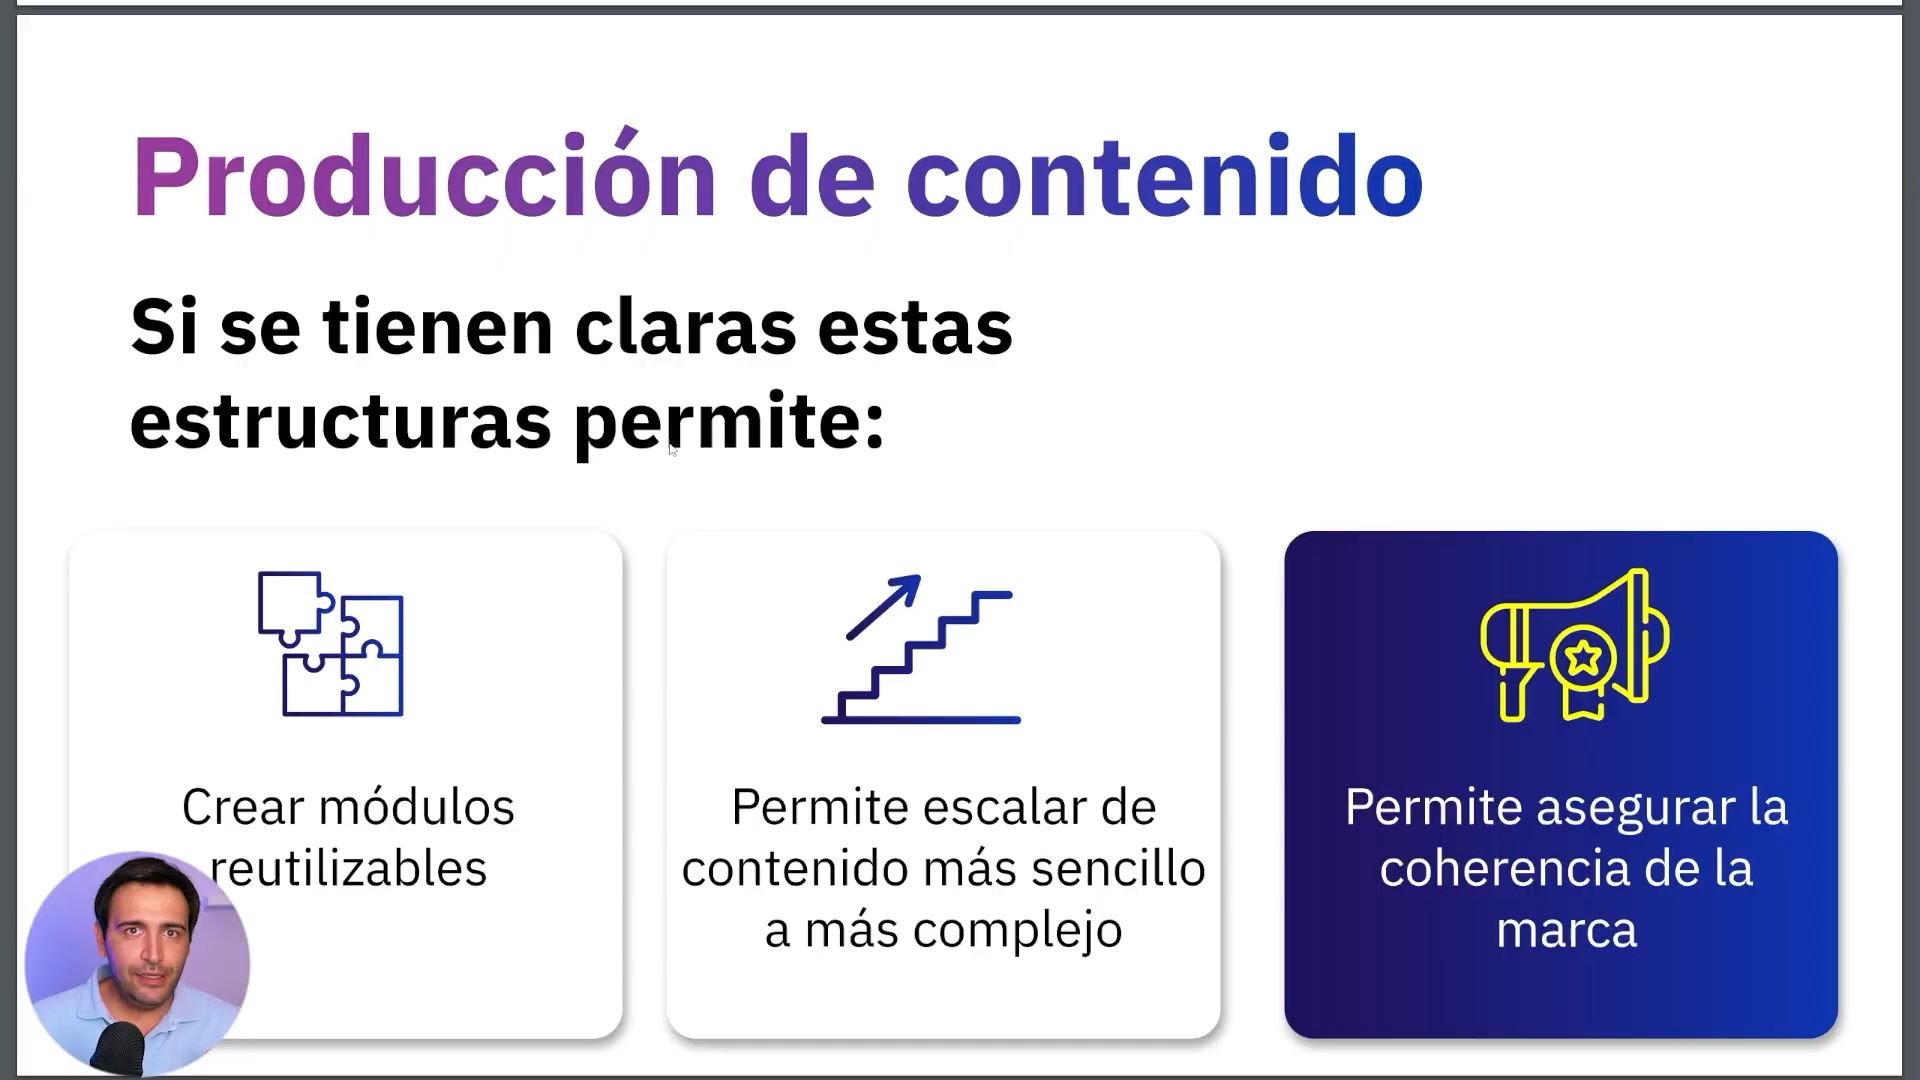 Producción de contenido
Si se tienen claras estas
estructuras permite:
Crear módulos
reutilizables
Permite escalar de
contenido más sencillo
a más complejo
Permite asegurar la
coherencia de la
marca